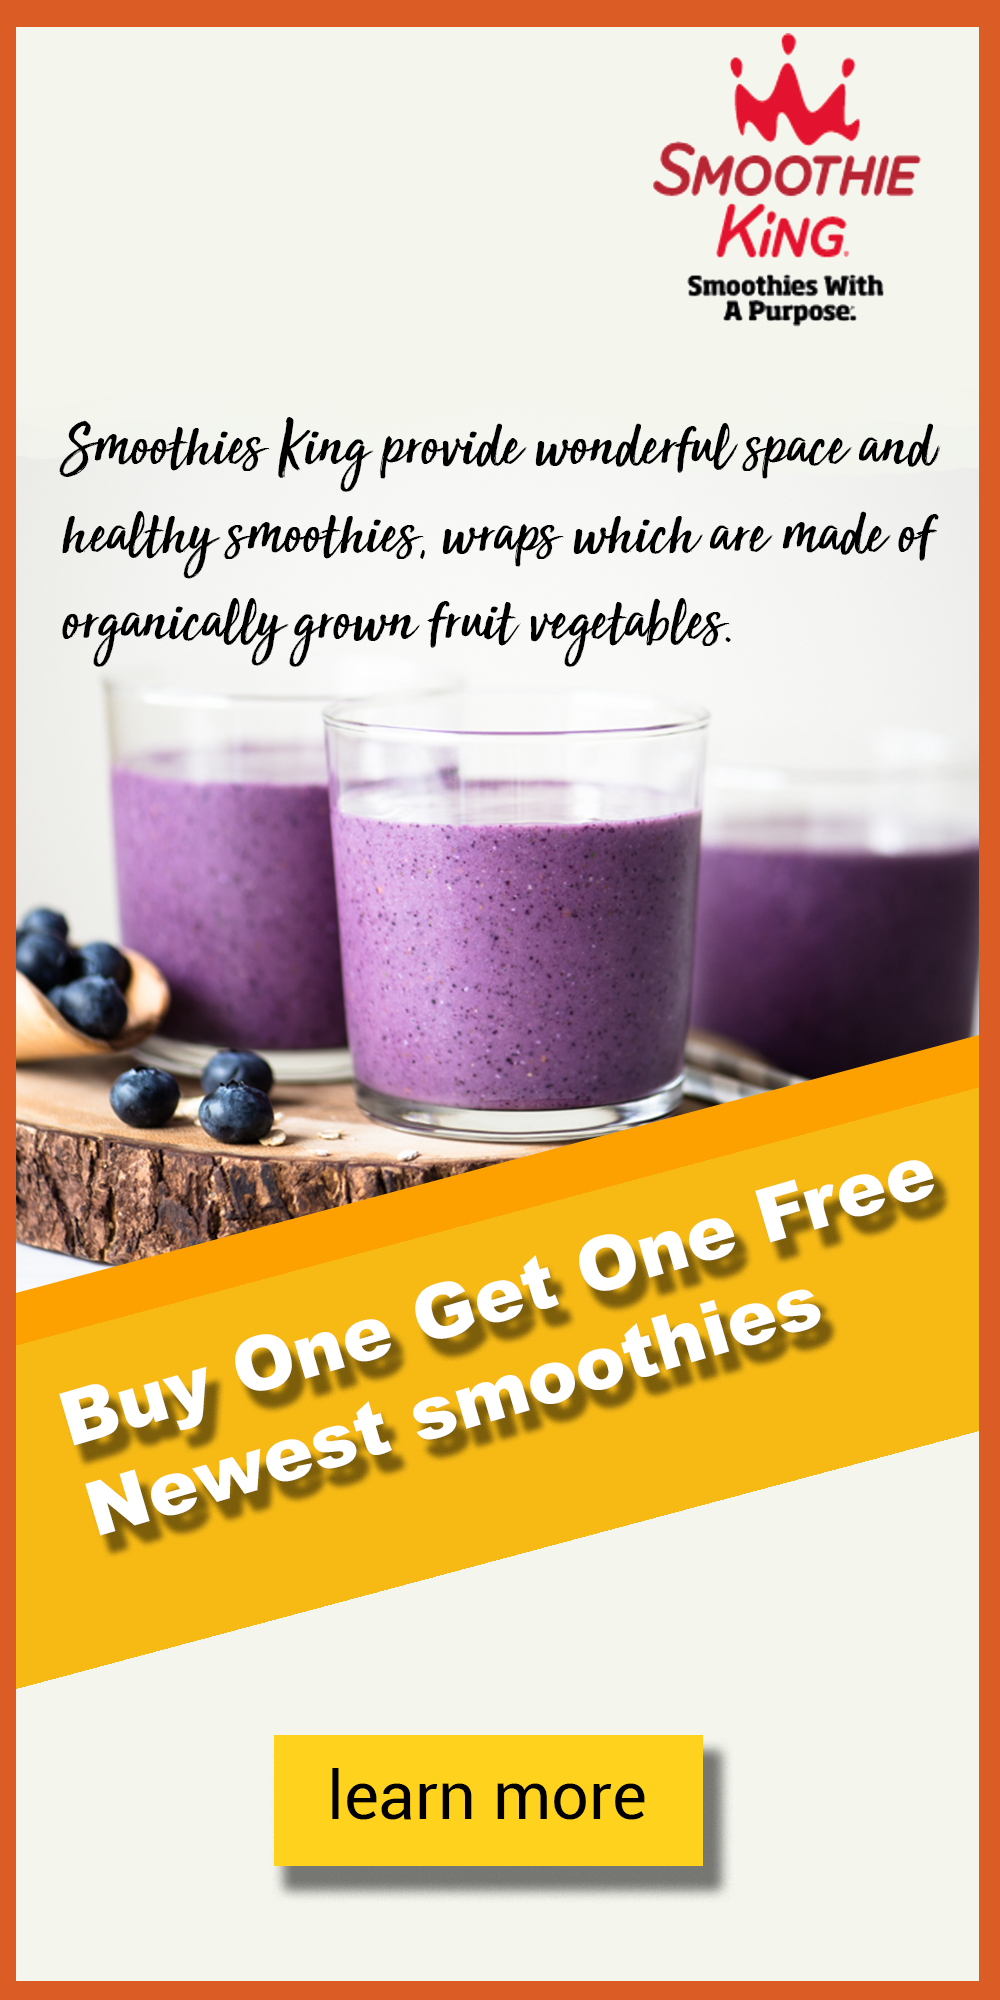 SMOOTHIE
KiNG.
Smoothies With
A Purpose.
Smoothies King provide wonderful space and
healthy smoothies, wraps which are made of
organically grown fruit vegetables.
Buy One Get One Free
Newest smoothies
learn more